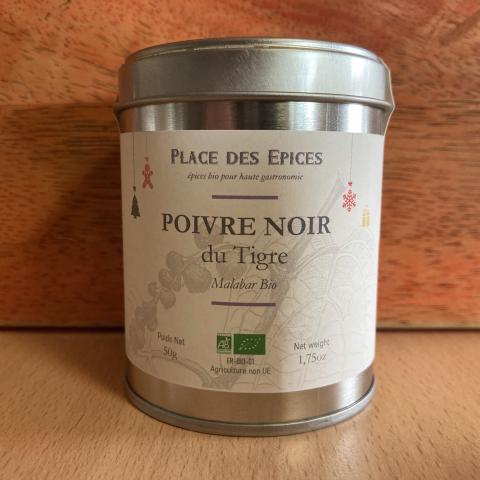 PLACE DES EPICES
épices bio pour haute gastronomie
POIVRE NOIR
du Tigre
Malabar Bio
Poids Net
50g
AB
FR-BIO-01
Agriculture non UE
Net weight
1,75oz